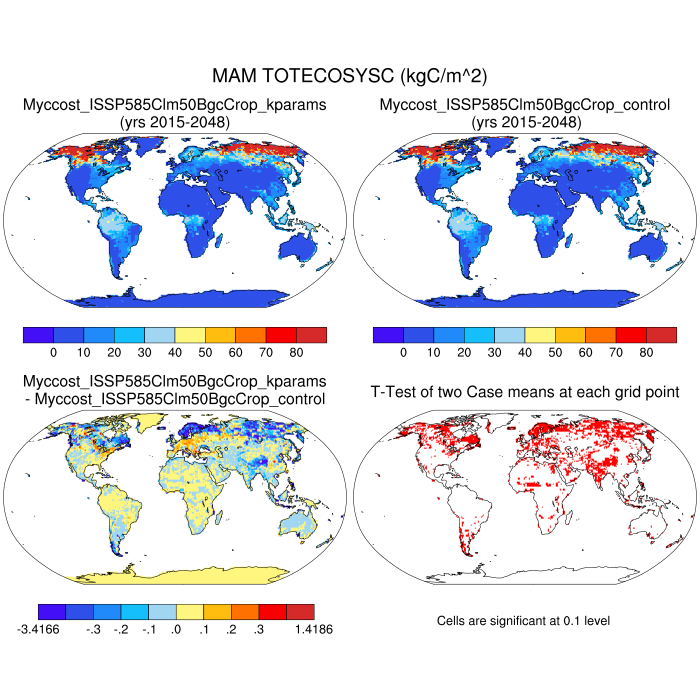 MAM TOTECOSYSC (kgC/m^2)
Myccost_ISSP585Clm50BgcCrop_kparams
(yrs 2015-2048)
Myccost_ISSP585Clm50BgcCrop_control
(yrs 2015-2048)
0 10 20 30 40 50 60 70 80
0 10 20 30 40 50 60 70 80
Myccost_ISSP585Clm50BgcCrop_kparams
- Myccost_ISSP585Clm50BgcCrop_control
T-Test of two Case means at each grid point
-3.4166 -.3 -.2 -.1 .0 .1 .2 .3 1.4186
Cells are significant at 0.1 level